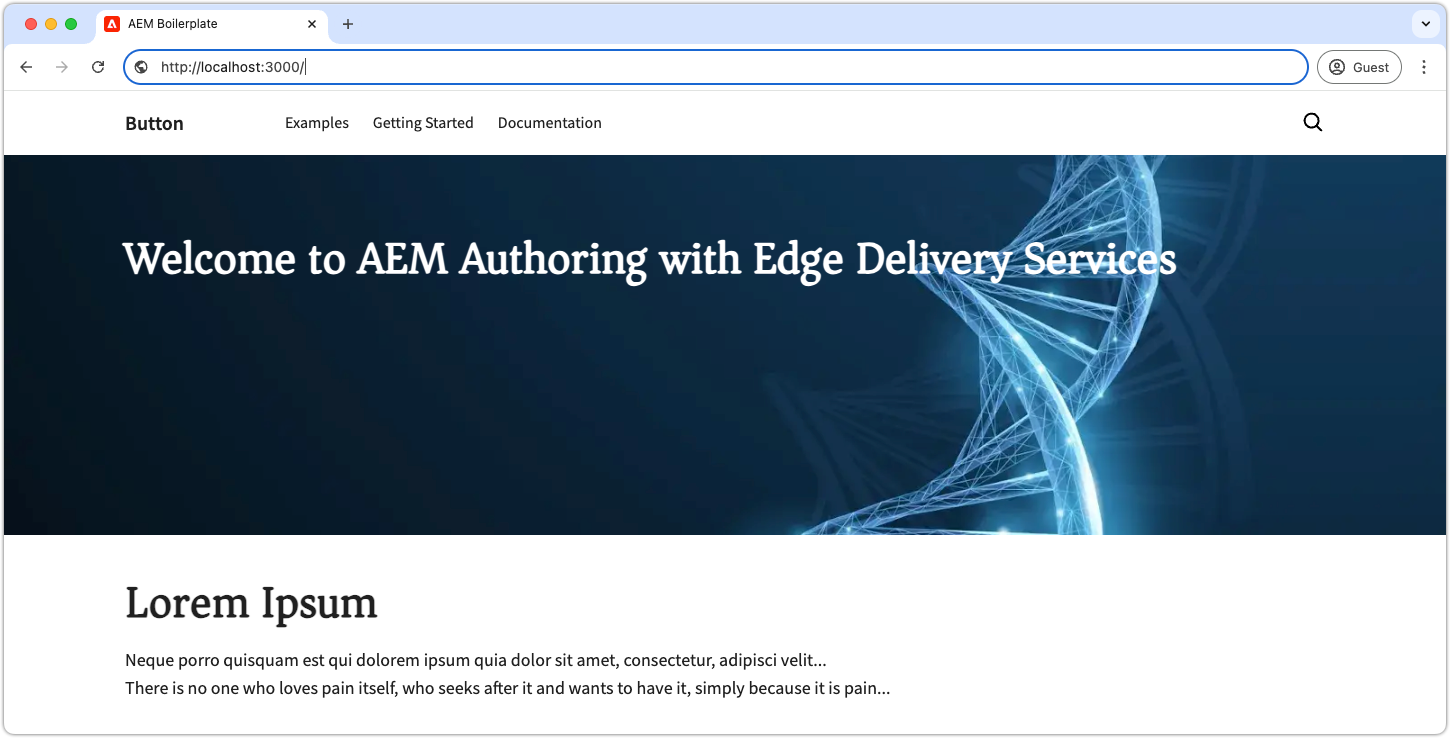 AEM Boilerplate
http://localhost:3000/
Guest
Button Examples Getting Started Documentation
Welcome to AEM Authoring with Edge Delivery Services
Lorem Ipsum
Neque porro quisquam est qui dolorem ipsum quia dolor sit amet, consectetur, adipisci velit...
There is no one who loves pain itself, who seeks after it and wants to have it, simply because it is pain...